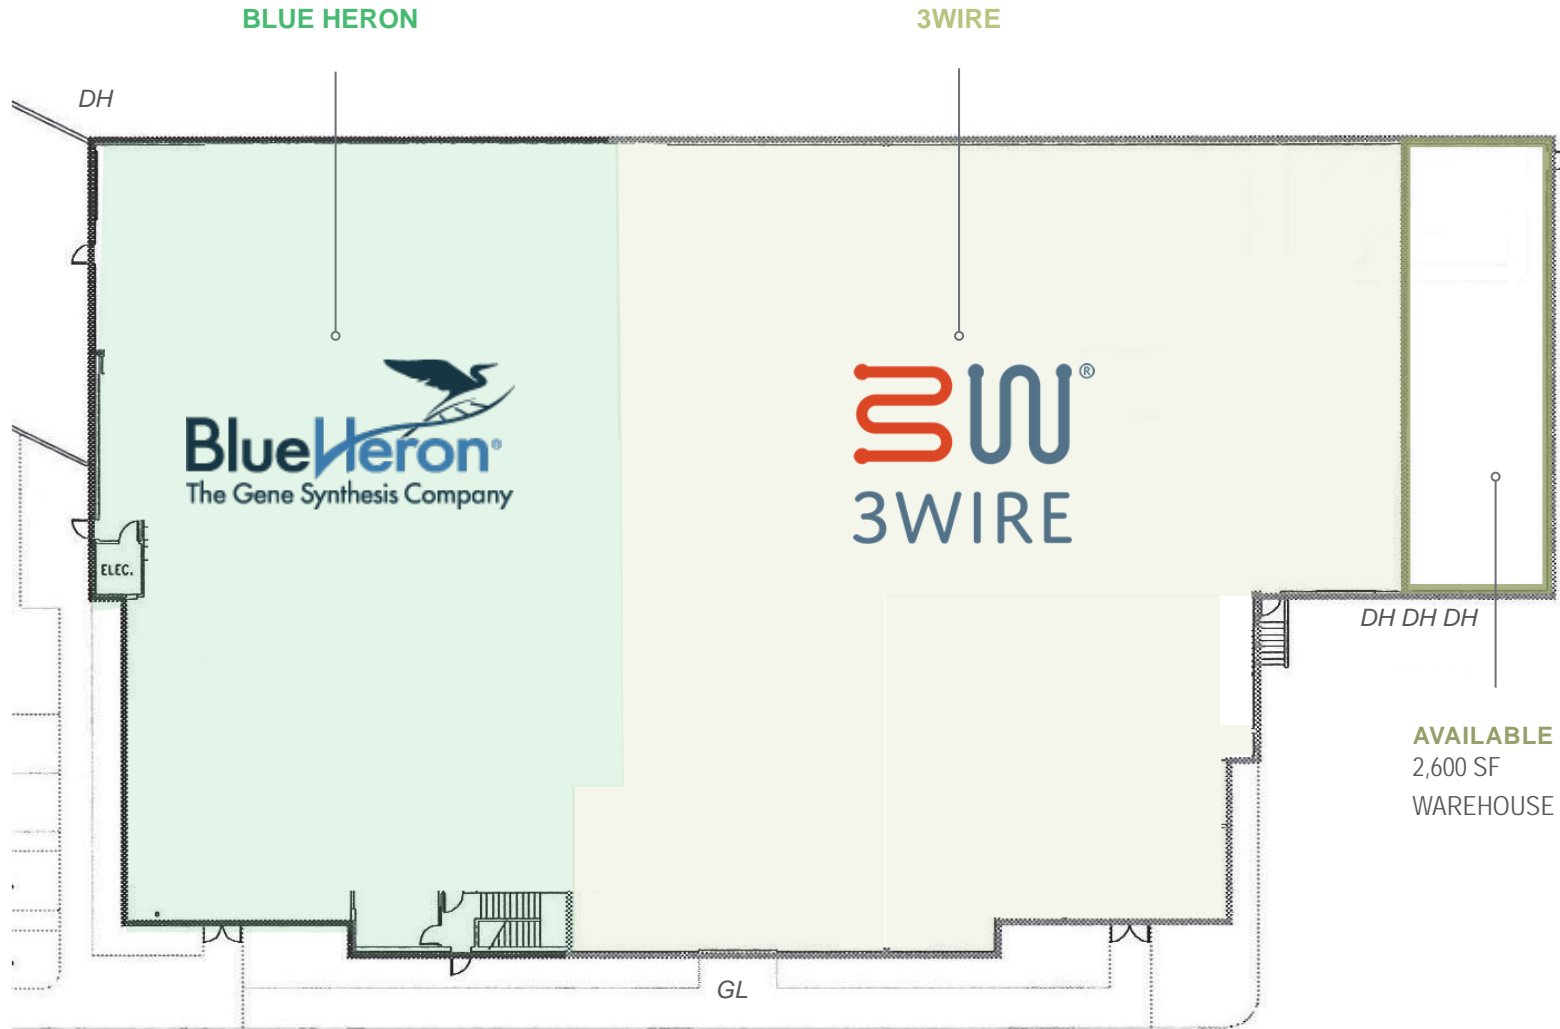 BLUE HERON
3WIRE
DH
BlueHeron®
The Gene Synthesis Company
3W®
3WIRE
ELEC.
DH DH DH
AVAILABLE
2,600 SF
WAREHOUSE
GL